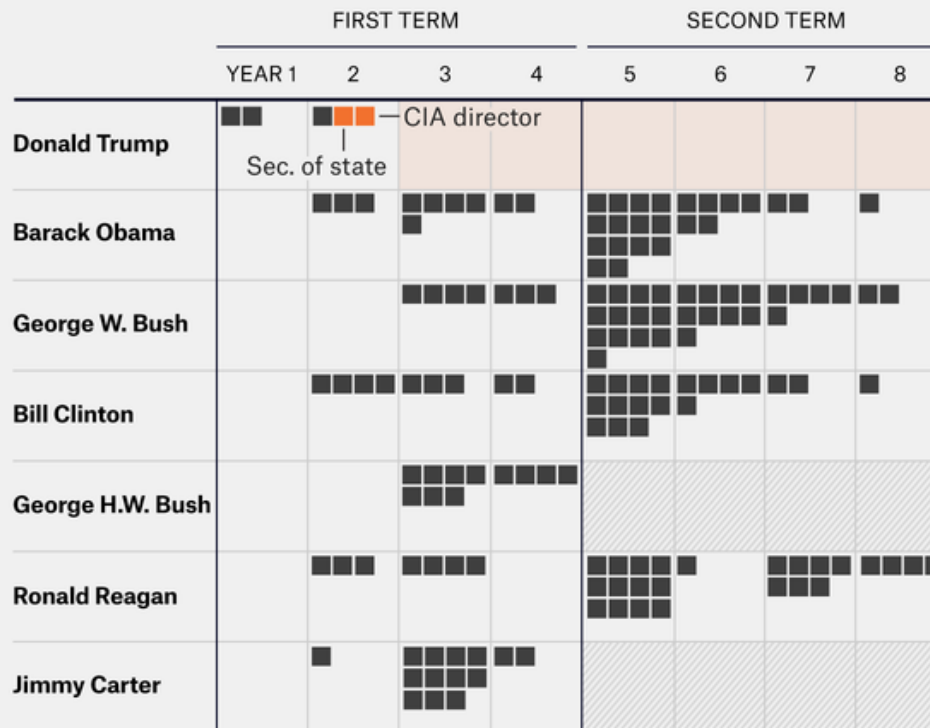 FIRST TERM SECOND TERM
YEAR 1 2 3 4 5 6 7 8
Donald Trump
CIA director
Sec. of state
Barack Obama
George W. Bush
Bill Clinton
George H.W. Bush
Ronald Reagan
Jimmy Carter